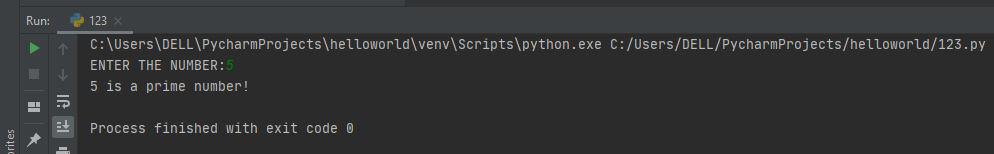 Run: 123
C:\Users\DELL\PycharmProjects\helloworld\venv\Scripts\python.exe C:/Users/DELL/PycharmProjects/helloworld/123.py
ENTER THE NUMBER:5
5 is a prime number!
Process finished with exit code 0